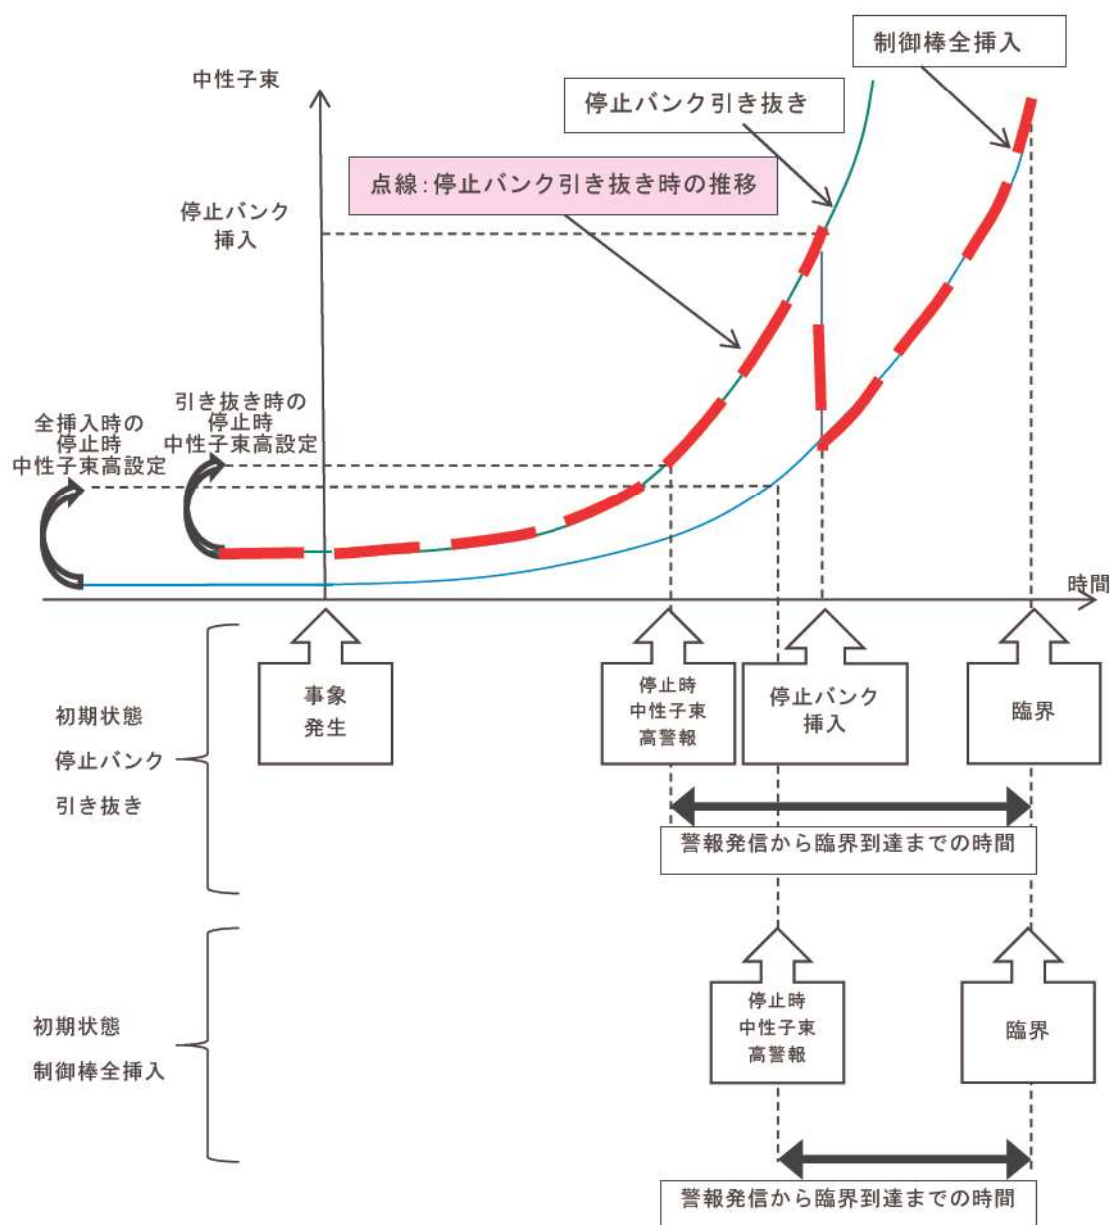 制御棒全挿入
中性子束
停止バンク引き抜き
点線：停止バンク引き抜き時の推移
停止バンク
挿入
引き抜き時の
停止時
中性子束高設定
全挿入時の
停止時
中性子束高設定
時間
初期状態
停止バンク
引き抜き
事象
発生
停止時
中性子束
高警報
停止バンク
挿入
臨界
警報発信から臨界到達までの時間
初期状態
制御棒全挿入
停止時
中性子束
高警報
臨界
警報発信から臨界到達までの時間